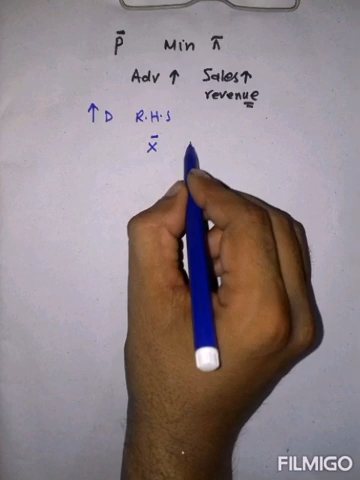 P̄ Min π̄
Adv ↑ Sales ↑
revenue
↑ D R.H.S
x̄
FILMIGO